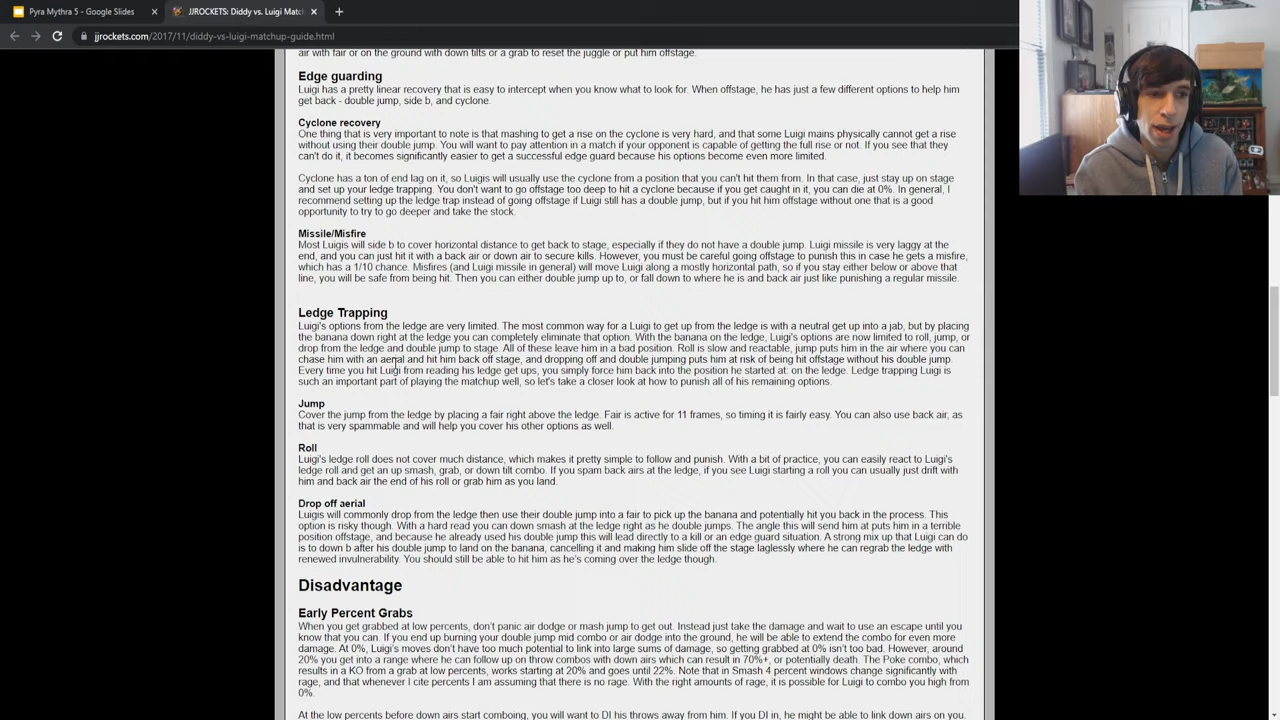 Pyra Mythra 5 - Google Slides
JJROCKETS: Diddy vs. Luigi Matc
jjrockets.com/2017/11/diddy-vs-luigi-matchup-guide.html
air with fair or on the ground with down tilts or a grab to reset the juggle or put him offstage.
Edge guarding
Luigi has a pretty linear recovery that is easy to intercept when you know what to look for. When offstage, he has just a few different options to help him
get back - double jump, side b, and cyclone.
Cyclone recovery
One thing that is very important to note is that mashing to get a rise on the cyclone is very hard, and that some Luigi mains physically cannot get a rise
without using their double jump. You will want to pay attention in a match if your opponent is capable of getting the full rise or not. If you see that they
can't do it, it becomes significantly easier to get a successful edge guard because his options become even more limited.
Cyclone has a ton of end lag on it, so Luigis will usually use the cyclone from a position that you can't hit them from. In that case, just stay up on stage
and set up your ledge trapping. You don't want to go offstage too deep to hit a cyclone because if you get caught in it, you can die at 0%. In general, I
recommend setting up the ledge trap instead of going offstage if Luigi still has a double jump, but if you hit him offstage without one that is a good
opportunity to try to go deeper and take the stock.
Missile/Misfire
Most Luigis will side b to cover horizontal distance to get back to stage, especially if they do not have a double jump. Luigi missile is very laggy at the
end, and you can just hit it with a back air or down air to secure kills. However, you must be careful going offstage to punish this in case he gets a misfire,
which has a 1/10 chance. Misfires (and Luigi missile in general) will move Luigi along a mostly horizontal path, so if you stay either below or above that
line, you will be safe from being hit. Then you can either double jump up to, or fall down to where he is and back air just like punishing a regular missile.
Ledge Trapping
Luigi's options from the ledge are very limited. The most common way for a Luigi to get up from the ledge is with a neutral get up into a jab, but by placing
the banana down right at the ledge you can completely eliminate that option. With the banana on the ledge, Luigi's options are now limited to roll, jump, or
drop from the ledge and double jump to stage. All of these leave him in a bad position. Roll is slow and reactable, jump puts him in the air where you can
chase him with an aerial and hit him back off stage, and dropping off and double jumping puts him at risk of being hit offstage without his double jump.
Every time you hit Luigi from reading his ledge get ups, you simply force him back into the position he started at: on the ledge. Ledge trapping Luigi is
such an important part of playing the matchup well, so let's take a closer look at how to punish all of his remaining options.
Jump
Cover the jump from the ledge by placing a fair right above the ledge. Fair is active for 11 frames, so timing it is fairly easy. You can also use back air, as
that is very spammable and will help you cover his other options as well.
Roll
Luigi's ledge roll does not cover much distance, which makes it pretty simple to follow and punish. With a bit of practice, you can easily react to Luigi's
ledge roll and get an up smash, grab, or down tilt combo. If you spam back airs at the ledge, if you see Luigi starting a roll you can usually just drift with
him and back air the end of his roll or grab him as you land.
Drop off aerial
Luigis will commonly drop from the ledge then use their double jump into a fair to pick up the banana and potentially hit you back in the process. This
option is risky though. With a hard read you can down smash at the ledge right as he double jumps. The angle this will send him at puts him in a terrible
position offstage, and because he already used his double jump this will lead directly to a kill or an edge guard situation. A strong mix up that Luigi can do
is to down b after his double jump to land on the banana, cancelling it and making him slide off the stage laglessly where he can regrab the ledge with
renewed invulnerability. You should still be able to hit him as he's coming over the ledge though.
Disadvantage
Early Percent Grabs
When you get grabbed at low percents, don't panic air dodge or mash jump to get out. Instead just take the damage and wait to use an escape until you
know that you can. If you end up burning your double jump mid combo or air dodge into the ground, he will be able to extend the combo for even more
damage. At 0%, Luigi's moves don't have too much potential to link into large sums of damage, so getting grabbed at 0% isn't too bad. However, around
20% you get into a range where he can follow up on throw combos with down airs which can result in 70%+, or potentially death. The Poke combo, which
results in a KO from a grab at low percents, works starting at 20% and goes until 22%. Note that in Smash 4 percent windows change significantly with
rage, and that whenever I cite percents I am assuming that there is no rage. With the right amounts of rage, it is possible for Luigi to combo you high from
0%.
At the low percents before down airs start comboing, you will want to DI his throws away from him. If you DI in, he might be able to link down airs on you.